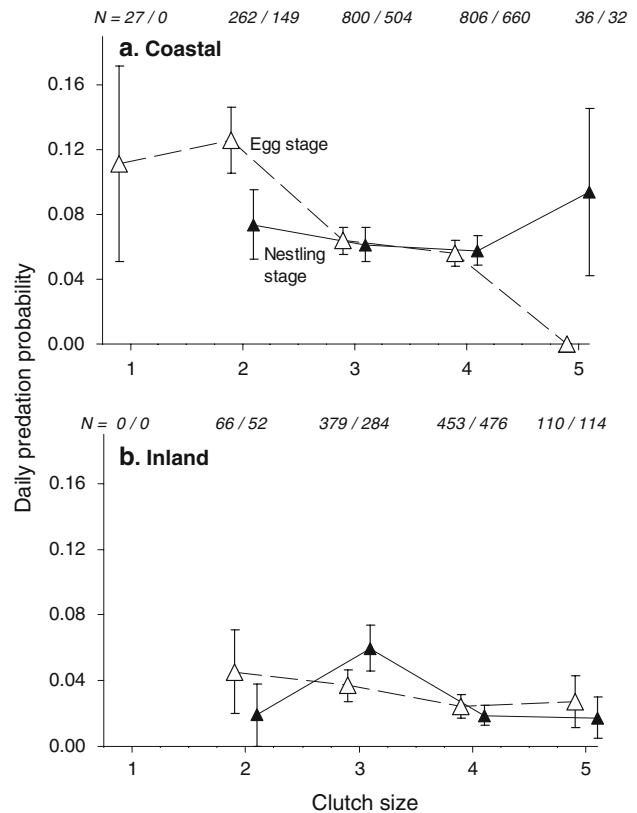 N = 27 / 0 262 / 149 800 / 504 806 / 660 36 / 32
a. Coastal
0.16
Egg stage
0.12
0.08
Nestling
stage
0.04
0.00
1 2 3 4 5
Daily predation probability
N = 0 / 0 66 / 52 379 / 284 453 / 476 110 / 114
b. Inland
0.16
0.12
0.08
0.04
0.00
1 2 3 4 5
Clutch size